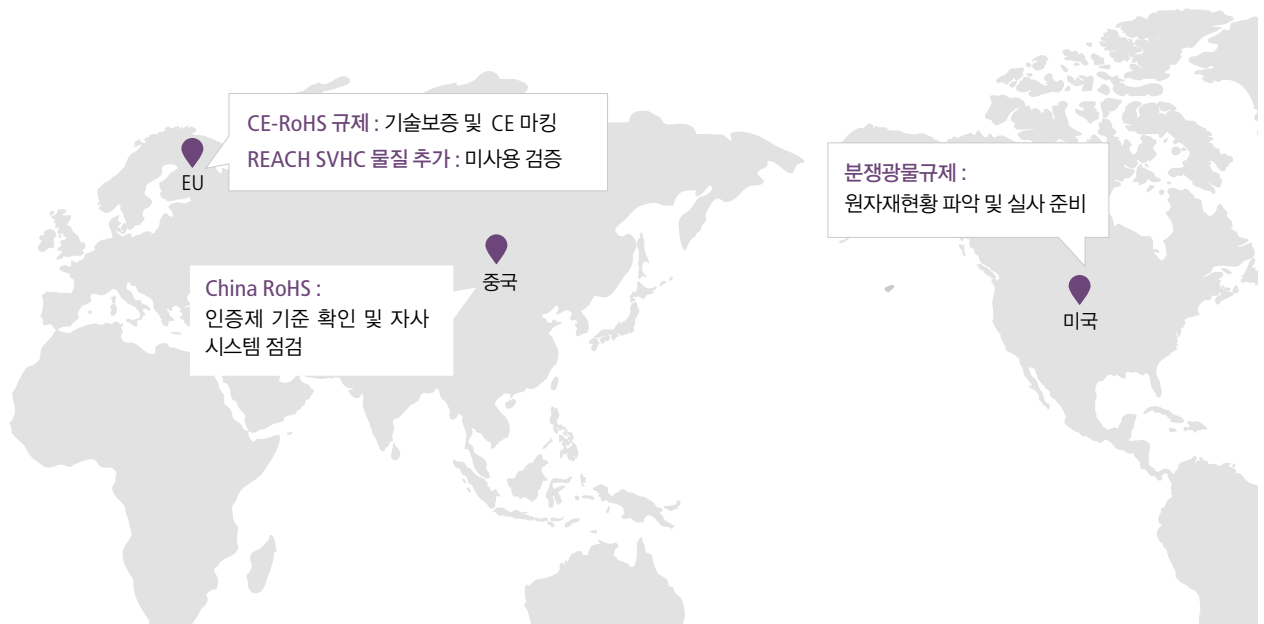 CE-RoHS 규제 : 기술보증 및 CE 마킹
REACH SVHC 물질 추가 : 미사용 검증
EU
분쟁광물규제 :
원자재현황 파악 및 실사 준비
중국
China RoHS :
인증제 기준 확인 및 자사
시스템 점검
미국